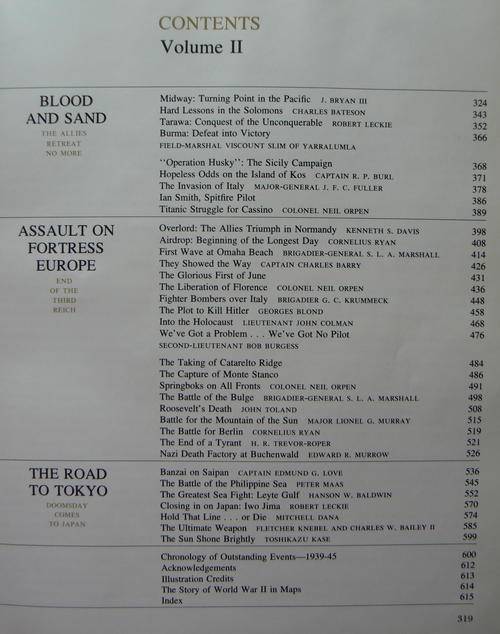 CONTENTS
Volume II
BLOOD
AND SAND
THE ALLIES
RETREAT
NO MORE
Midway: Turning Point in the Pacific J. BRYAN III 324
Hard Lessons in the Solomons CHARLES BATESON 343
Tarawa: Conquest of the Unconquerable ROBERT LECKIE 352
Burma: Defeat into Victory 366
FIELD-MARSHAL VISCOUNT SLIM OF YARRALUMLA
"Operation Husky": The Sicily Campaign 368
Hopeless Odds on the Island of Kos CAPTAIN R. P. BURL 371
The Invasion of Italy MAJOR-GENERAL J. F. C. FULLER 378
Ian Smith, Spitfire Pilot 386
Titanic Struggle for Cassino COLONEL NEIL ORPEN 389
ASSAULT ON
FORTRESS
EUROPE
END
OF THE
THIRD
REICH
Overlord: The Allies Triumph in Normandy KENNETH S. DAVIS 398
Airdrop: Beginning of the Longest Day CORNELIUS RYAN 408
First Wave at Omaha Beach BRIGADIER-GENERAL S. L. A. MARSHALL 414
They Showed the Way CAPTAIN CHARLES BARRY 426
The Glorious First of June 431
The Liberation of Florence COLONEL NEIL ORPEN 436
Fighter Bombers over Italy BRIGADIER G. C. KRUMMECK 448
The Plot to Kill Hitler GEORGES BLOND 458
Into the Holocaust LIEUTENANT JOHN COLMAN 468
We've Got a Problem . . . We've Got No Pilot 476
SECOND-LIEUTENANT BOB BURGESS
The Taking of Catarelto Ridge 484
The Capture of Monte Stanco 486
Springboks on All Fronts COLONEL NEIL ORPEN 491
The Battle of the Bulge BRIGADIER-GENERAL S. L. A. MARSHALL 498
Roosevelt's Death JOHN TOLAND 508
Battle for the Mountain of the Sun MAJOR LIONEL G. MURRAY 515
The Battle for Berlin CORNELIUS RYAN 519
The End of a Tyrant H. R. TREVOR-ROPER 521
Nazi Death Factory at Buchenwald EDWARD R. MURROW 526
THE ROAD
TO TOKYO
DOOMSDAY
COMES
TO JAPAN
Banzai on Saipan CAPTAIN EDMUND G. LOVE 536
The Battle of the Philippine Sea PETER MAAS 545
The Greatest Sea Fight: Leyte Gulf HANSON W. BALDWIN 552
Closing in on Japan: Iwo Jima ROBERT LECKIE 570
Hold That Line . . . or Die MITCHELL DANA 574
The Ultimate Weapon FLETCHER KNEBEL AND CHARLES W. BAILEY II 585
The Sun Shone Brightly TOSHIKAZU KASE 599
Chronology of Outstanding Events—1939-45 600
Acknowledgements 612
Illustration Credits 613
The Story of World War II in Maps 614
Index 615
319